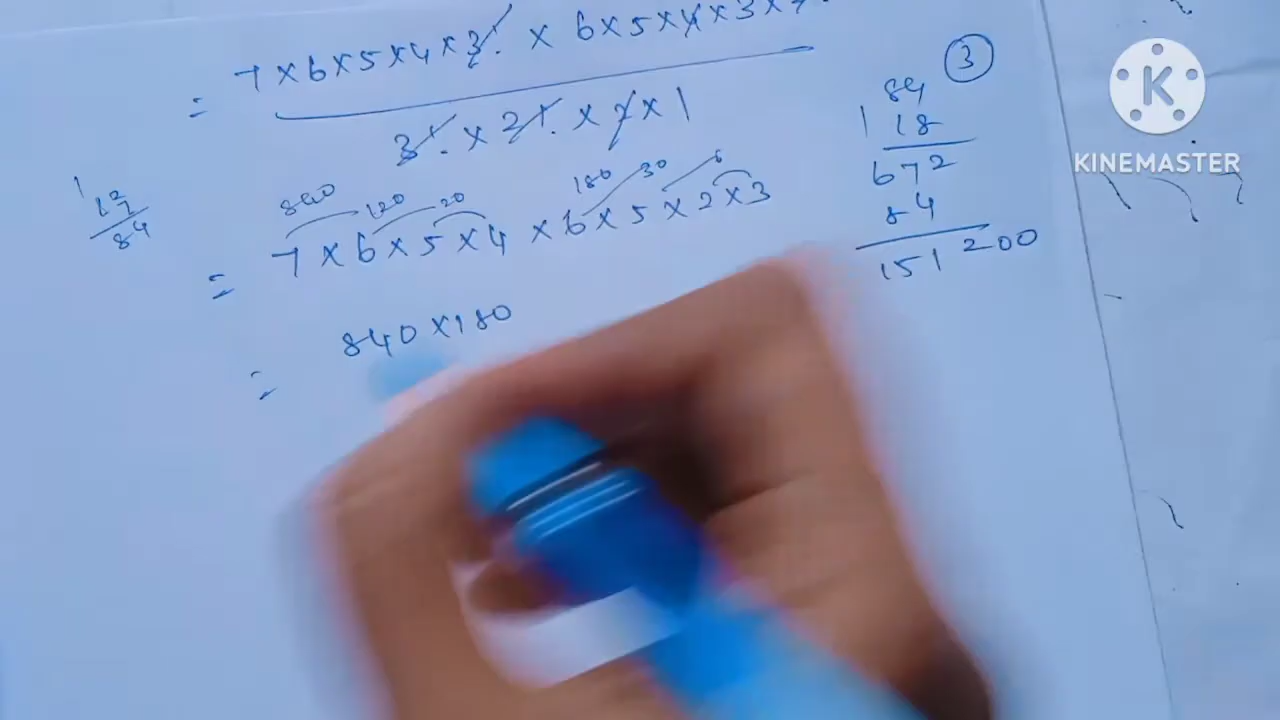 = 7×6×5×4×3! × 6×5×4×3×2!
3! × 2! × 2 × 1
= 7×6×5×4 × 6×5×2×3
840 120 20 180 30 6
= 840×180
12
7
84
3
84
18
672
84
151200
K
KINEMASTER